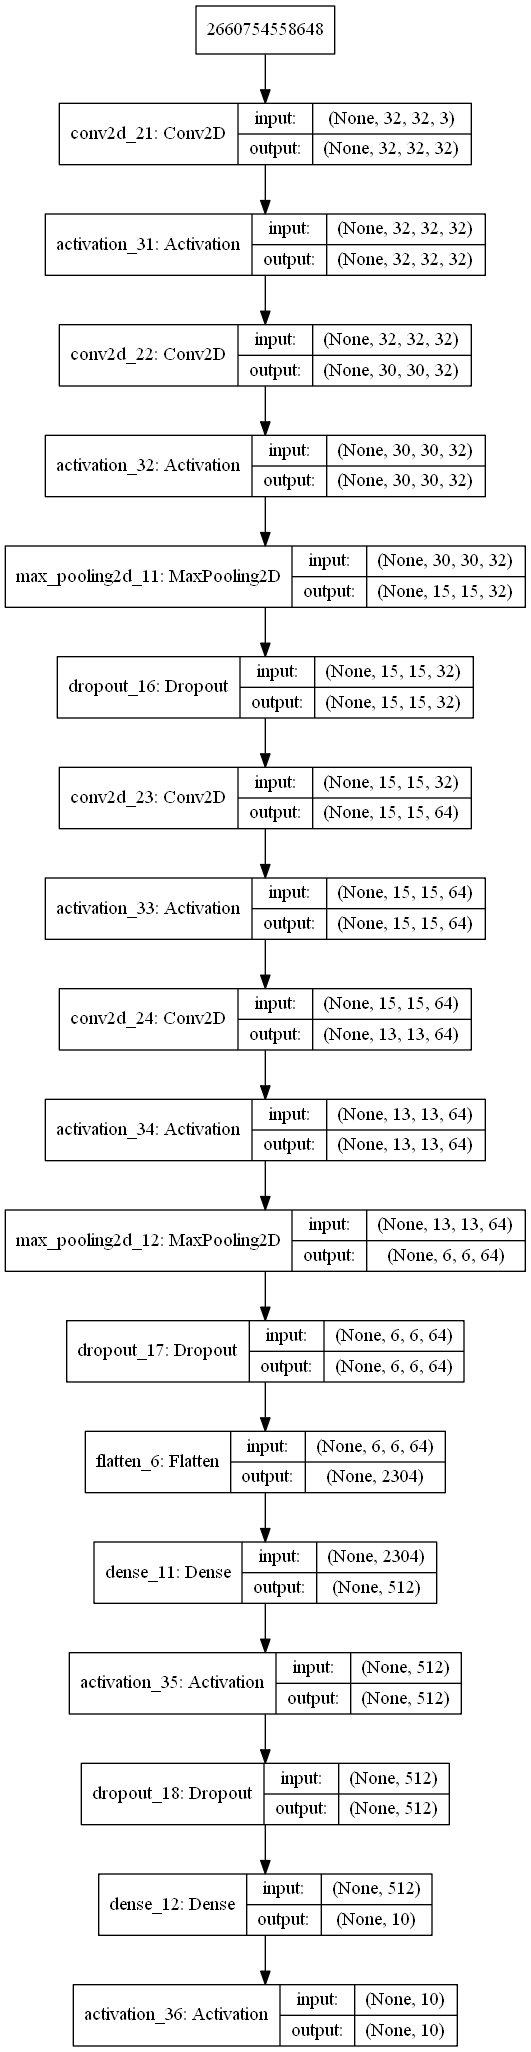 2660754558648
conv2d_21: Conv2D
input:
(None, 32, 32, 3)
output:
(None, 32, 32, 32)
activation_31: Activation
input:
(None, 32, 32, 32)
output:
(None, 32, 32, 32)
conv2d_22: Conv2D
input:
(None, 32, 32, 32)
output:
(None, 30, 30, 32)
activation_32: Activation
input:
(None, 30, 30, 32)
output:
(None, 30, 30, 32)
max_pooling2d_11: MaxPooling2D
input:
(None, 30, 30, 32)
output:
(None, 15, 15, 32)
dropout_16: Dropout
input:
(None, 15, 15, 32)
output:
(None, 15, 15, 32)
conv2d_23: Conv2D
input:
(None, 15, 15, 32)
output:
(None, 15, 15, 64)
activation_33: Activation
input:
(None, 15, 15, 64)
output:
(None, 15, 15, 64)
conv2d_24: Conv2D
input:
(None, 15, 15, 64)
output:
(None, 13, 13, 64)
activation_34: Activation
input:
(None, 13, 13, 64)
output:
(None, 13, 13, 64)
max_pooling2d_12: MaxPooling2D
input:
(None, 13, 13, 64)
output:
(None, 6, 6, 64)
dropout_17: Dropout
input:
(None, 6, 6, 64)
output:
(None, 6, 6, 64)
flatten_6: Flatten
input:
(None, 6, 6, 64)
output:
(None, 2304)
dense_11: Dense
input:
(None, 2304)
output:
(None, 512)
activation_35: Activation
input:
(None, 512)
output:
(None, 512)
dropout_18: Dropout
input:
(None, 512)
output:
(None, 512)
dense_12: Dense
input:
(None, 512)
output:
(None, 10)
activation_36: Activation
input:
(None, 10)
output:
(None, 10)